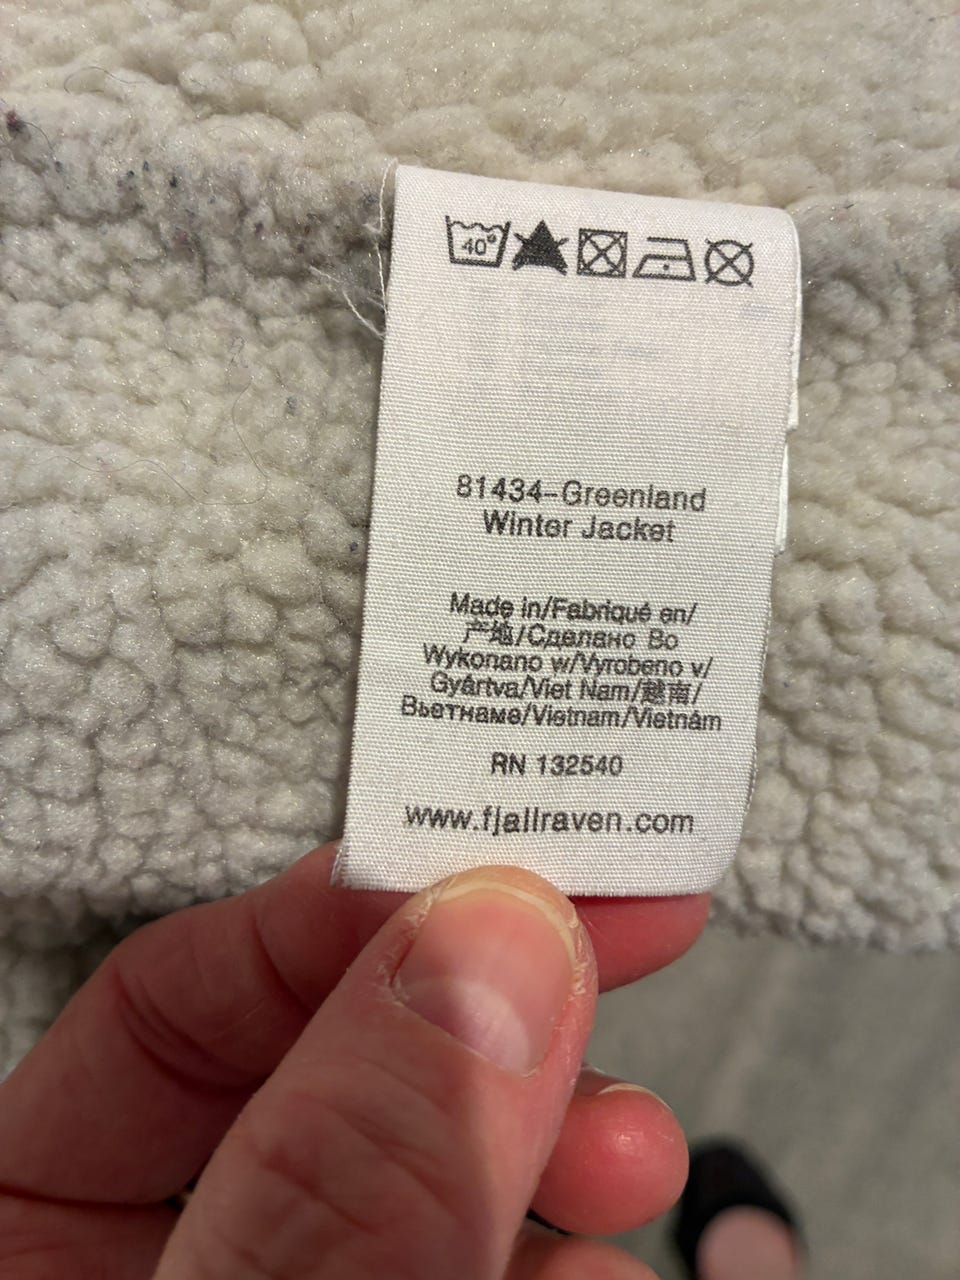 40°
81434-Greenland
Winter Jacket
Made in/Fabriqué en/
产地/Сделано Во
Wykonano w/Vyrobeno v/
Gyártva/Viet Nam/越南/
Вьетнаме/Vietnam/Vietnám
RN 132540
www.fjallraven.com